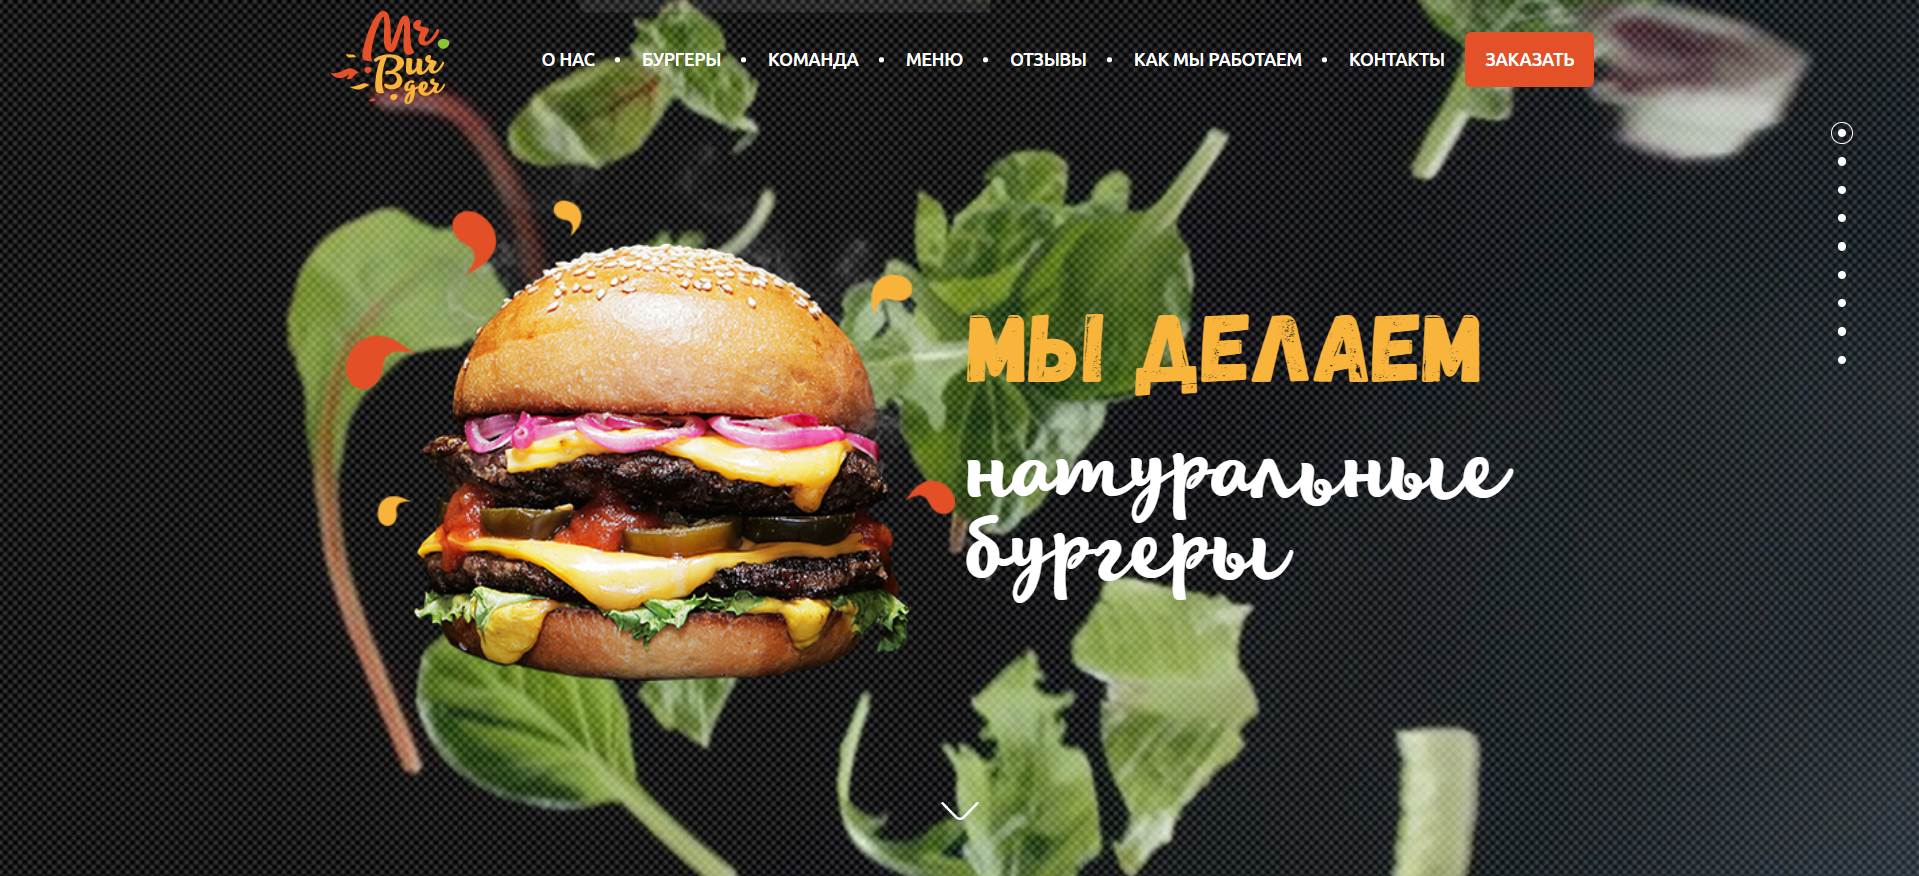 Mr
Bur
ger
О НАС • БУРГЕРЫ • КОМАНДА • МЕНЮ • ОТЗЫВЫ • КАК МЫ РАБОТАЕМ • КОНТАКТЫ ЗАКАЗАТЬ
МЫ ДЕЛАЕМ
натуральные
бургеры